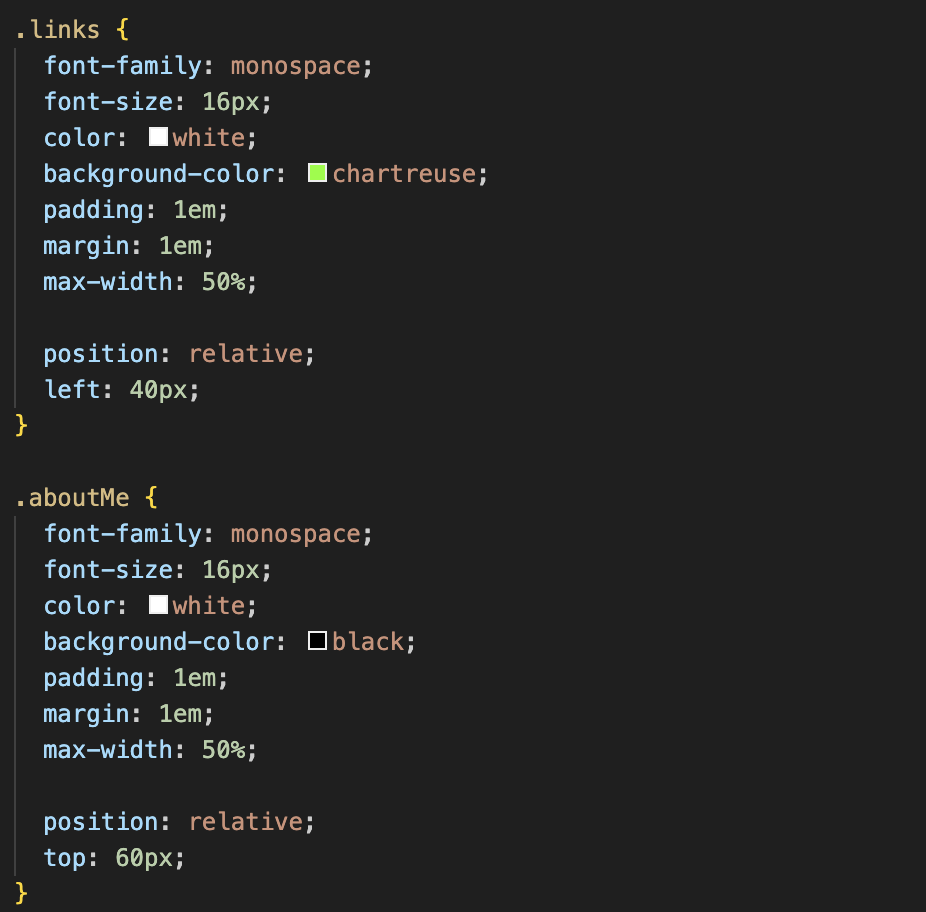 .links {
font-family: monospace;
font-size: 16px;
color: white;
background-color: chartreuse;
padding: 1em;
margin: 1em;
max-width: 50%;
position: relative;
left: 40px;
}
.aboutMe {
font-family: monospace;
font-size: 16px;
color: white;
background-color: black;
padding: 1em;
margin: 1em;
max-width: 50%;
position: relative;
top: 60px;
}